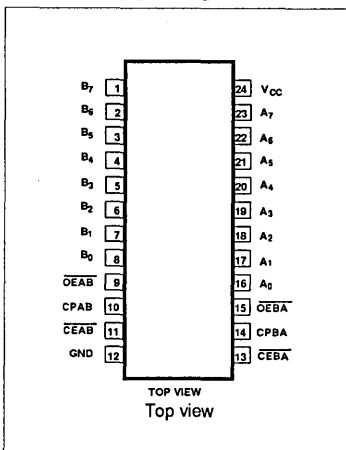 B7 1 24 VCC
B6 2 23 A7
B5 3 22 A6
B4 4 21 A5
B3 5 20 A4
B2 6 19 A3
B1 7 18 A2
B0 8 17 A1
OEAB 9 16 A0
CPAB 10 15 OEBA
CEAB 11 14 CPBA
GND 12 13 CEBA
TOP VIEW
Top view